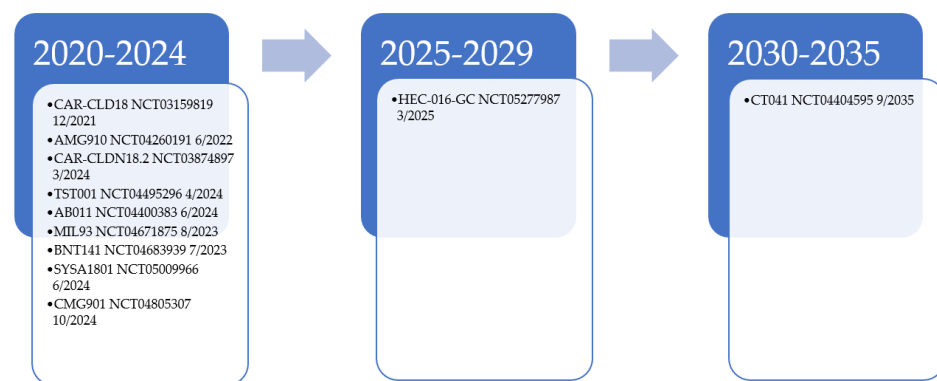 2020-2024
•CAR-CLD18 NCT03159819
12/2021
•AMG910 NCT04260191 6/2022
•CAR-CLDN18.2 NCT03874897
3/2024
•TST001 NCT04495296 4/2024
•AB011 NCT04400383 6/2024
•MIL93 NCT04671875 8/2023
•BNT141 NCT04683939 7/2023
•SYSA1801 NCT05009966
6/2024
•CMG901 NCT04805307
10/2024
2025-2029
•HEC-016-GC NCT05277987
3/2025
2030-2035
•CT041 NCT04404595 9/2035